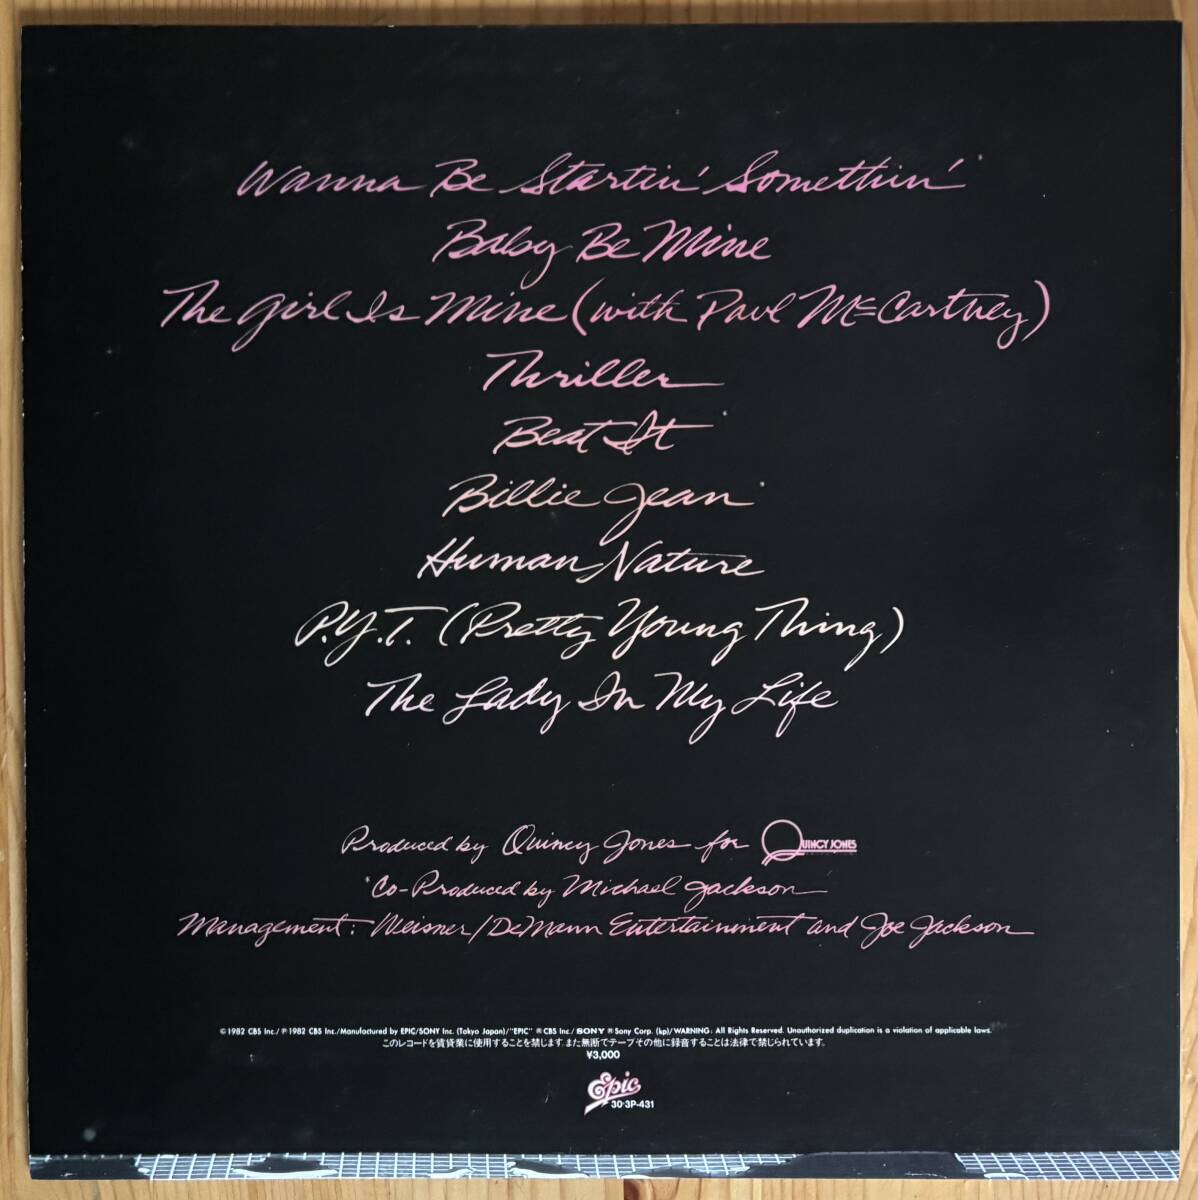 Wanna Be Startin' Somethin'*
Baby Be Mine
The Girl Is Mine (with Paul McCartney)
Thriller
Beat It*
Billie Jean*
Human Nature
P.Y.T. (Pretty Young Thing)
The Lady In My Life
Produced by Quincy Jones for QUINCY JONES
*Co-Produced by Michael Jackson
Management: Weisner/DeMann Entertainment and Joe Jackson
©1982 CBS Inc./℗1982 CBS Inc./Manufactured by EPIC/SONY Inc. (Tokyo Japan)/"EPIC" ®CBS Inc./SONY ®Sony Corp. (kp)/WARNING: All Rights Reserved. Unauthorized duplication is a violation of applicable laws.
このレコードを賃貸業に使用することを禁じます。また無断でテープその他に録音することは法律で禁じられています。
¥3,000
Epic
30·3P-431